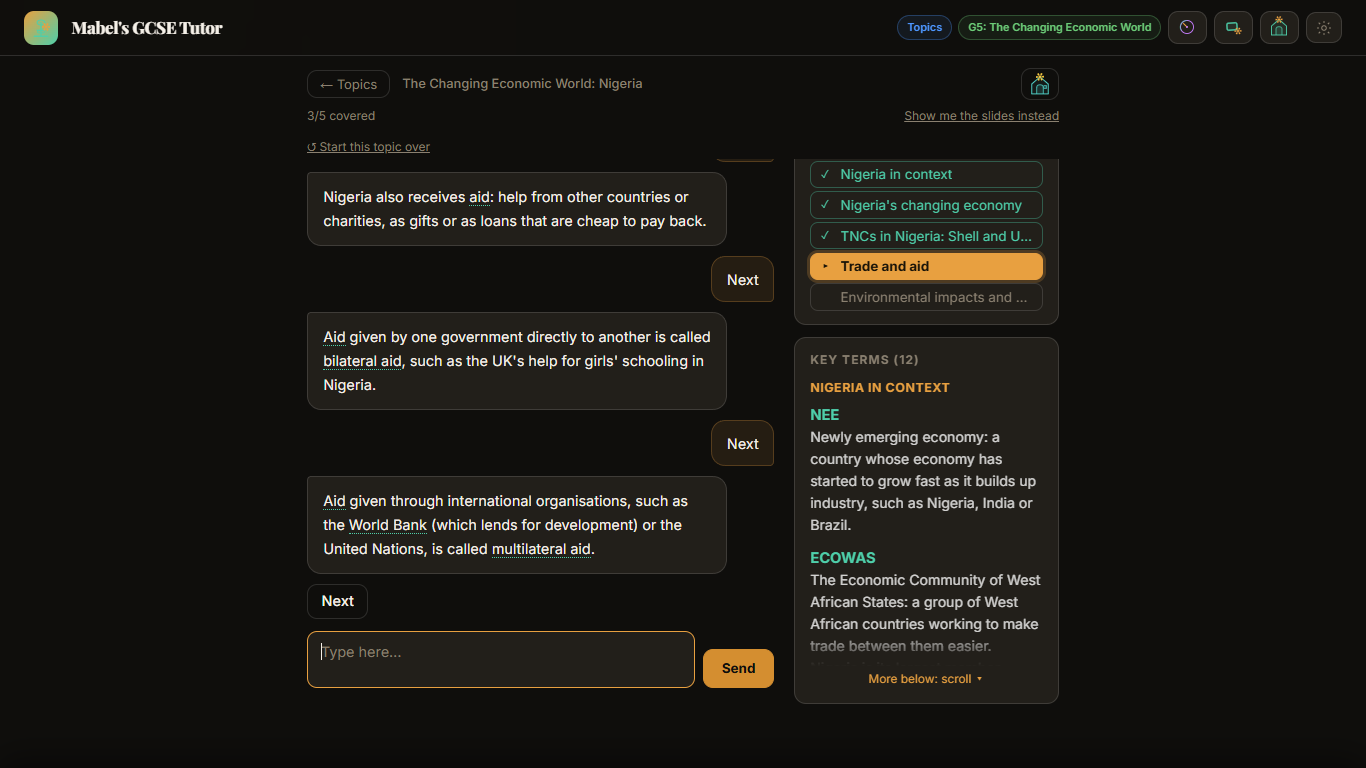 Mabel's GCSE Tutor
Topics
G5: The Changing Economic World
← Topics
The Changing Economic World: Nigeria
3/5 covered
Show me the slides instead
↺ Start this topic over
Nigeria also receives aid: help from other countries or
charities, as gifts or as loans that are cheap to pay back.
Next
Aid given by one government directly to another is called
bilateral aid, such as the UK's help for girls' schooling in
Nigeria.
Next
Aid given through international organisations, such as
the World Bank (which lends for development) or the
United Nations, is called multilateral aid.
Next
Type here...
Send
✓ Nigeria in context
✓ Nigeria's changing economy
✓ TNCs in Nigeria: Shell and U...
▸ Trade and aid
Environmental impacts and ...
KEY TERMS (12)
NIGERIA IN CONTEXT
NEE
Newly emerging economy: a
country whose economy has
started to grow fast as it builds up
industry, such as Nigeria, India or
Brazil.
ECOWAS
The Economic Community of West
African States: a group of West
African countries working to make
trade between them easier.
More below: scroll ▾